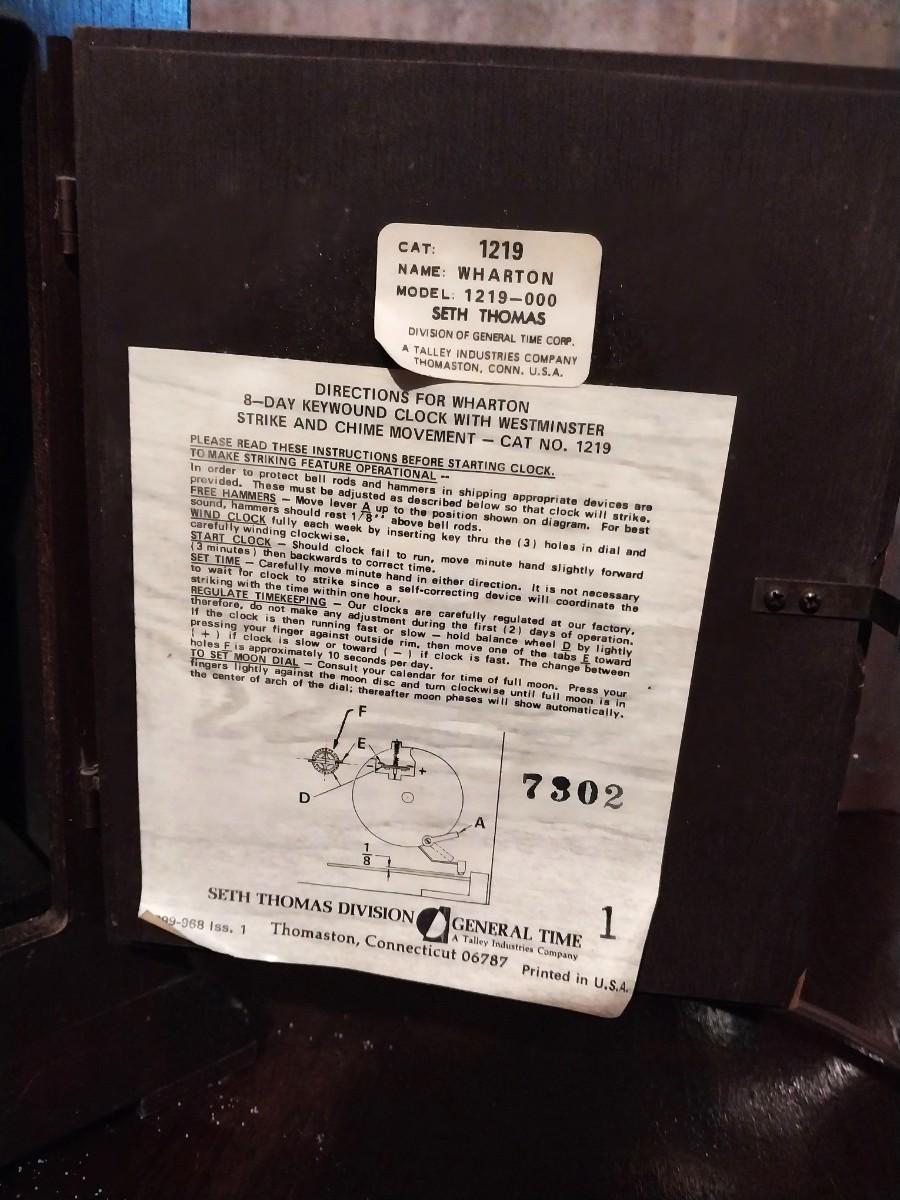 CAT: 1219
NAME: WHARTON
MODEL: 1219-000
SETH THOMAS
DIVISION OF GENERAL TIME CORP.
A TALLEY INDUSTRIES COMPANY
THOMASTON, CONN. U.S.A.
DIRECTIONS FOR WHARTON
8-DAY KEYWOUND CLOCK WITH WESTMINSTER
STRIKE AND CHIME MOVEMENT - CAT NO. 1219
PLEASE READ THESE INSTRUCTIONS BEFORE STARTING CLOCK.
TO MAKE STRIKING FEATURE OPERATIONAL --
In order to protect bell rods and hammers in shipping appropriate devices are
provided. These must be adjusted as described below so that clock will strike.
FREE HAMMERS - Move lever A up to the position shown on diagram. For best
sound, hammers should rest 1/8'' above bell rods.
WIND CLOCK fully each week by inserting key thru the (3) holes in dial and
carefully winding clockwise.
START CLOCK - Should clock fail to run, move minute hand slightly forward
(3 minutes) then backwards to correct time.
SET TIME - Carefully move minute hand in either direction. It is not necessary
to wait for clock to strike since a self-correcting device will coordinate the
striking with the time within one hour.
REGULATE TIMEKEEPING - Our clocks are carefully regulated at our factory,
therefore, do not make any adjustment during the first (2) days of operation.
If the clock is then running fast or slow - hold balance wheel D by lightly
pressing your finger against outside rim, then move one of the tabs E toward
( + ) if clock is slow or toward ( - ) if clock is fast. The change between
holes F is approximately 10 seconds per day.
TO SET MOON DIAL - Consult your calendar for time of full moon. Press your
fingers lightly against the moon disc and turn clockwise until full moon is in
the center of arch of the dial; thereafter moon phases will show automatically.
F
E
- +
D
A
1/8
7302
SETH THOMAS DIVISION
GENERAL TIME
A Talley Industries Company
1
99-968 Iss. 1
Thomaston, Connecticut 06787
Printed in U.S.A.